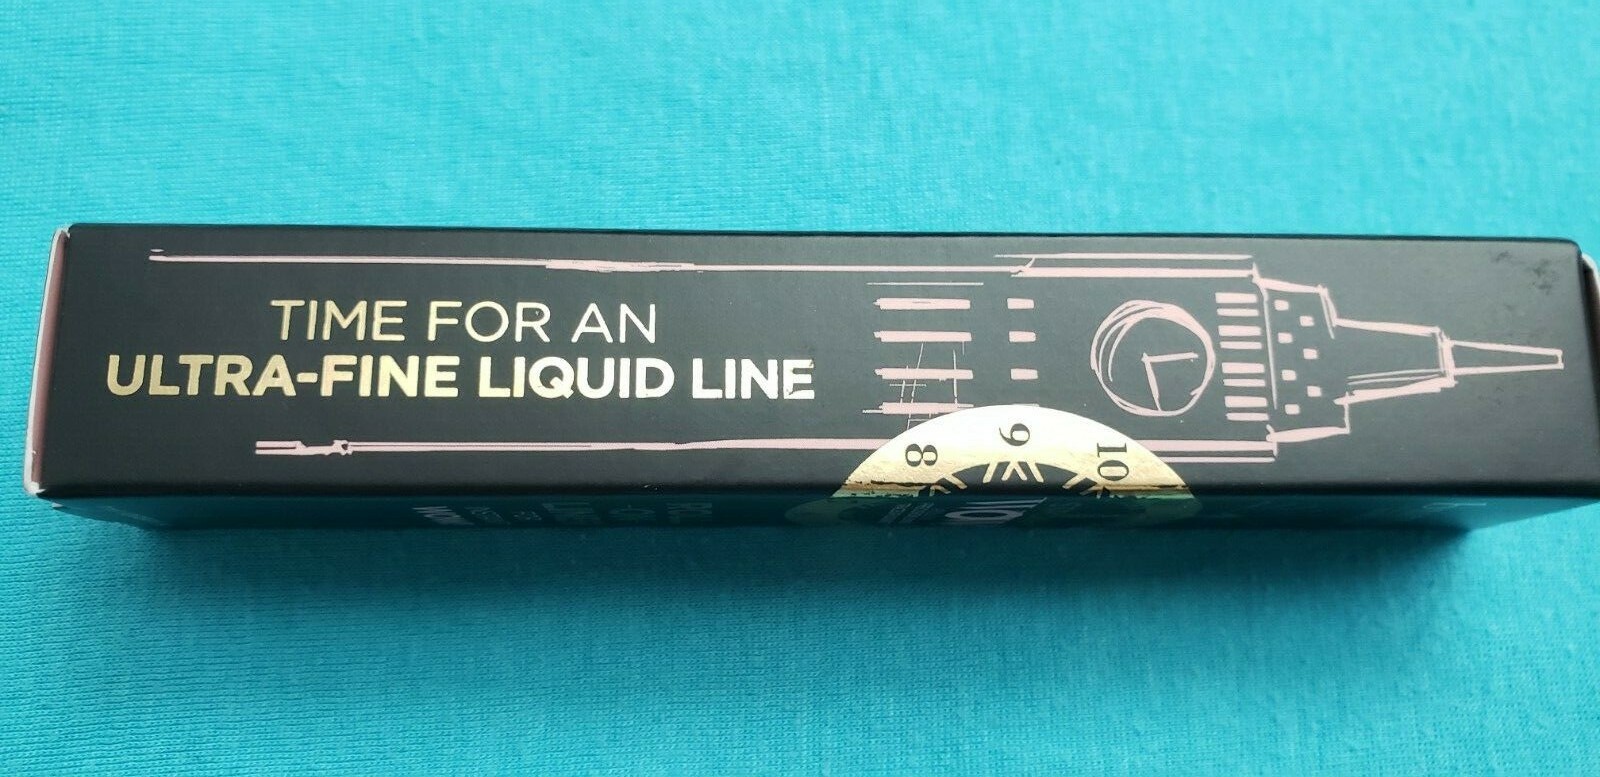 TIME FOR AN
ULTRA-FINE LIQUID LINE
8 9 10